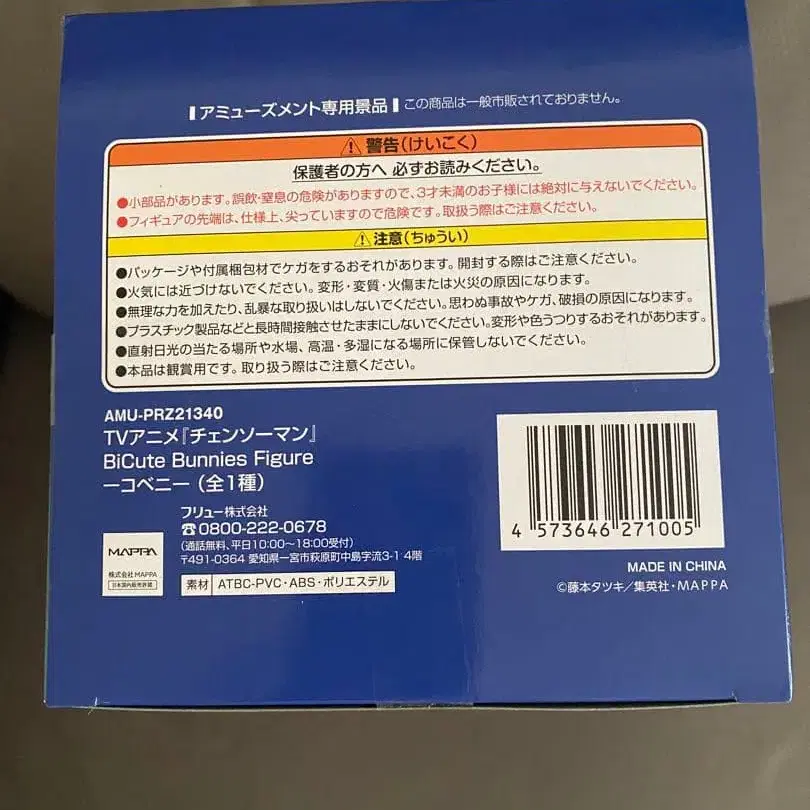 アミューズメント専用景品 この商品は一般市販されておりません。
警告(けいこく)
保護者の方へ 必ずお読みください。
●小部品があります。誤飲・窒息の危険がありますので、3才未満のお子様には絶対に与えないでください。
●フィギュアの先端は、仕様上、尖っていますので危険です。取扱う際はご注意ください。
注意(ちゅうい)
●パッケージや付属梱包材でケガをするおそれがあります。開封する際はご注意ください。
●火気には近づけないでください。変形・変質・火傷または火災の原因になります。
●無理な力を加えたり、乱暴な取り扱いはしないでください。思わぬ事故やケガ、破損の原因になります。
●プラスチック製品などと長時間接触させたままにしないでください。変形や色うつりするおそれがあります。
●直射日光の当たる場所や水場、高温・多湿になる場所に保管しないでください。
●本品は観賞用です。取り扱う際はご注意ください。
AMU-PRZ21340
TVアニメ『チェンソーマン』
BiCute Bunnies Figure
ーコベニー(全1種)
フリュー株式会社
☎0800-222-0678
(通話無料、平日10:00〜18:00受付)
〒491-0364 愛知県一宮市萩原町中島字流3-1 4階
MAPPA
株式会社MAPPA
日本国内販売許諾
素材 ATBC-PVC・ABS・ポリエステル
4 573646 271005
MADE IN CHINA
©藤本タツキ/集英社・MAPPA